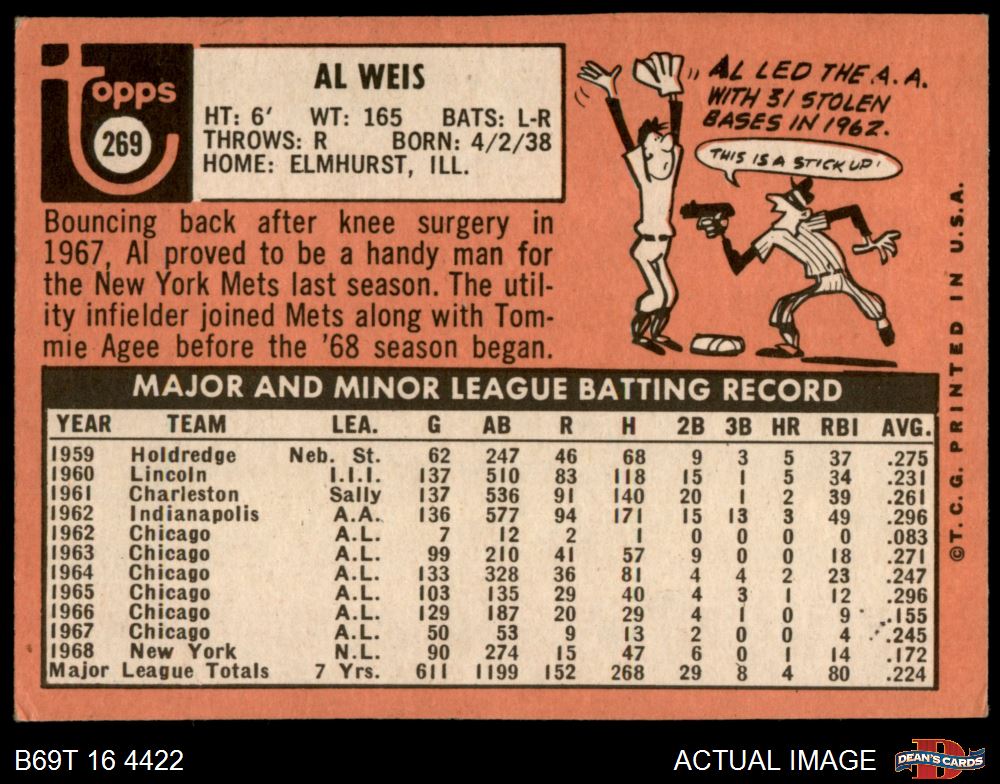 Topps
269
AL WEIS
HT: 6' WT: 165 BATS: L-R
THROWS: R BORN: 4/2/38
HOME: ELMHURST, ILL.
Bouncing back after knee surgery in
1967, Al proved to be a handy man for
the New York Mets last season. The util-
ity infielder joined Mets along with Tom-
mie Agee before the '68 season began.
AL LED THE A.A.
WITH 31 STOLEN
BASES IN 1962.
THIS IS A STICK UP!
MAJOR AND MINOR LEAGUE BATTING RECORD
YEAR TEAM LEA. G AB R H 2B 3B HR RBI AVG.
1959 Holdredge Neb. St. 62 247 46 68 9 3 5 37 .275
1960 Lincoln I.I.I. 137 510 83 118 15 1 5 34 .231
1961 Charleston Sally 137 536 91 140 20 1 2 39 .261
1962 Indianapolis A.A. 136 577 94 171 15 13 3 49 .296
1962 Chicago A.L. 7 12 2 1 0 0 0 0 .083
1963 Chicago A.L. 99 210 41 57 9 0 0 18 .271
1964 Chicago A.L. 133 328 36 81 4 4 2 23 .247
1965 Chicago A.L. 103 135 29 40 4 3 1 12 .296
1966 Chicago A.L. 129 187 20 29 4 1 0 9 .155
1967 Chicago A.L. 50 53 9 13 2 0 0 4 .245
1968 New York N.L. 90 274 15 47 6 0 1 14 .172
Major League Totals 7 Yrs. 611 1199 152 268 29 8 4 80 .224
©T. C. G. PRINTED IN U.S.A.
B69T 16 4422
ACTUAL IMAGE
D
DEAN'S CARDS